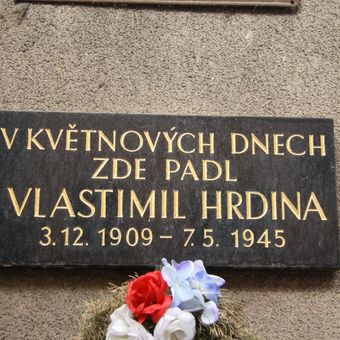 V KVĚTNOVÝCH DNECH
ZDE PADL
VLASTIMIL HRDINA
3.12. 1909 – 7.5. 1945